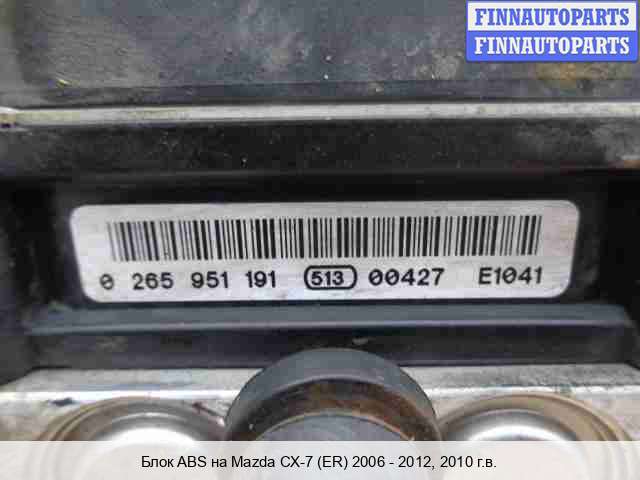 FINNAUTOPARTS
FINNAUTOPARTS
0 265 951 191 513 00427 E1041
Блок ABS на Mazda CX-7 (ER) 2006 - 2012, 2010 г.в.